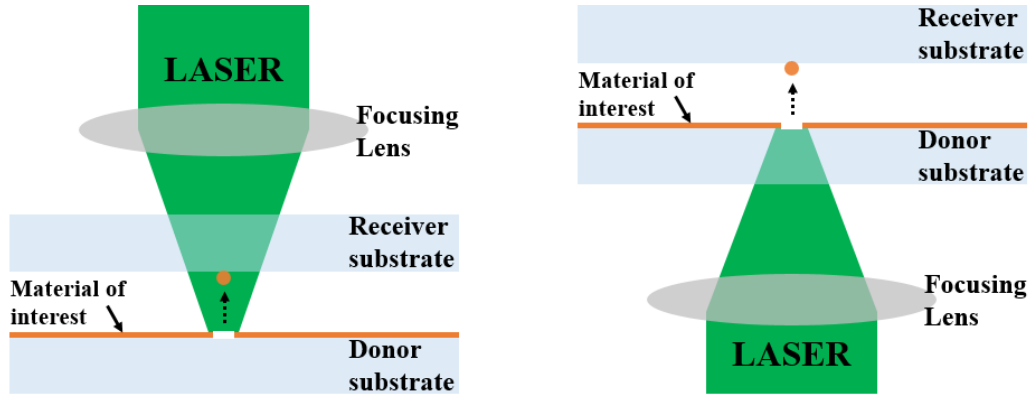 LASER
Focusing
Lens
Receiver
substrate
Material of
interest
Donor
substrate
Receiver
substrate
Material of
interest
Donor
substrate
Focusing
Lens
LASER